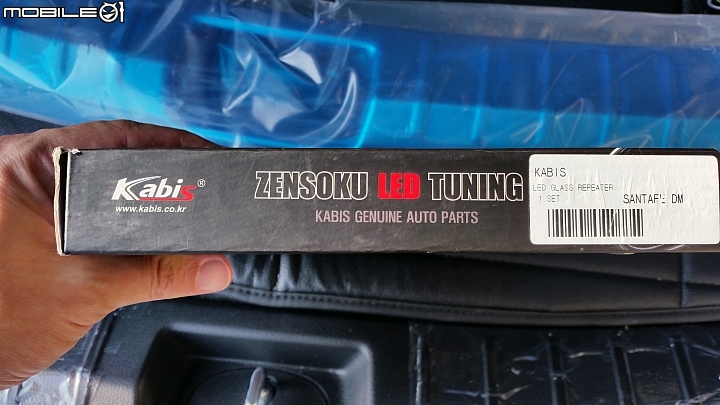 MOBILE01
Kabis®
www.kabis.co.kr
ZENSOKU LED TUNING
KABIS GENUINE AUTO PARTS
KABIS
LED GLASS REPEATER
1 SET SANTAFE DM